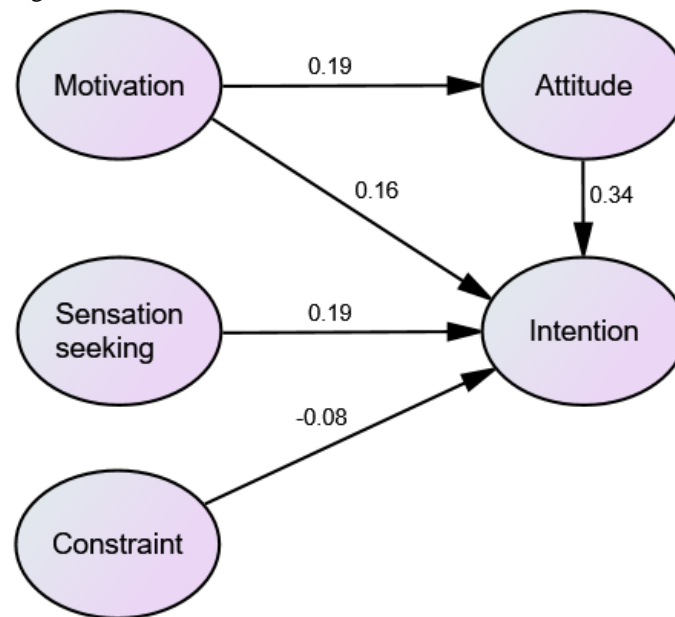 Motivation
0.19
Attitude
0.16
0.34
Sensation
seeking
0.19
Intention
-0.08
Constraint